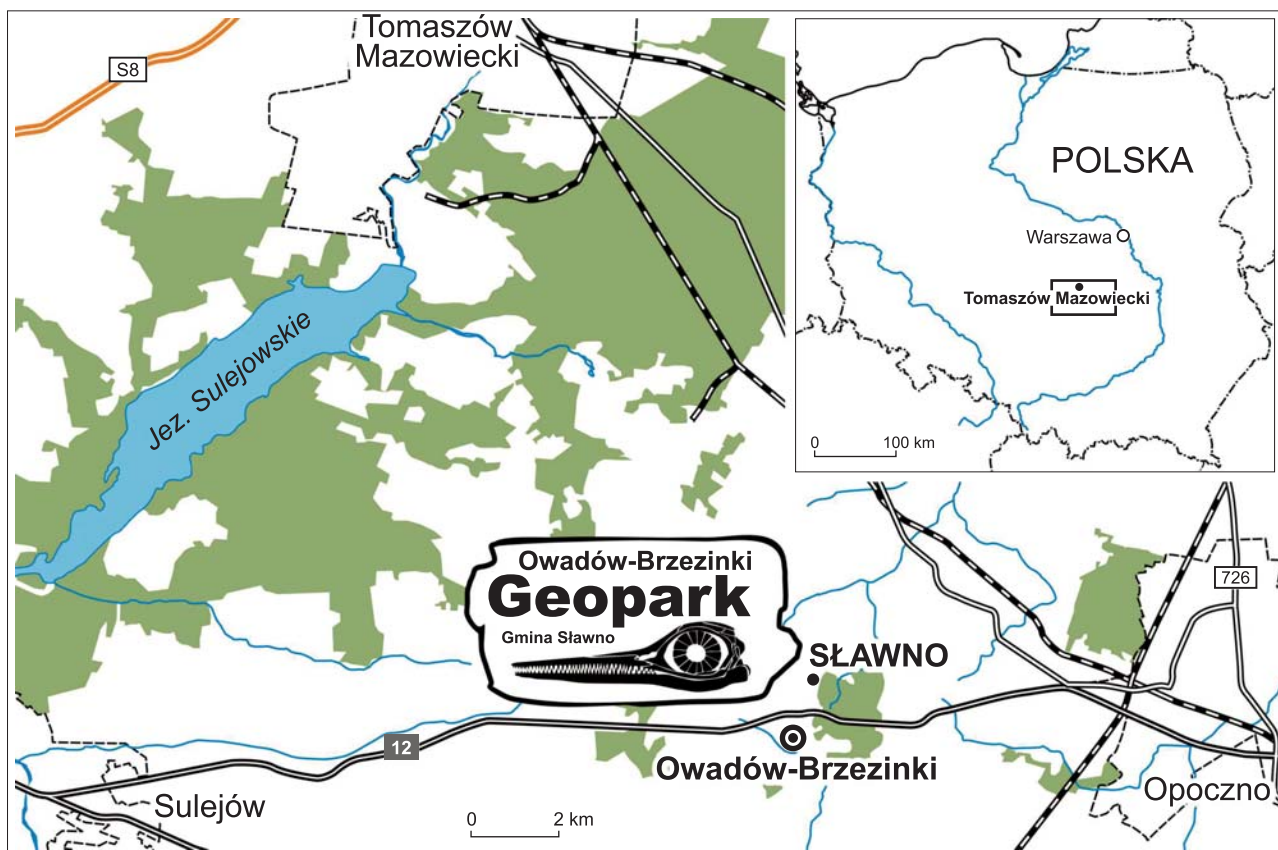 Tomaszów
Mazowiecki
S8
POLSKA
Warszawa
Tomaszów Mazowiecki
0 100 km
Jez. Sulejowskie
Owadów-Brzezinki
Geopark
Gmina Sławno
726
SŁAWNO
12
Owadów-Brzezinki
Sulejów
0 2 km
Opoczno